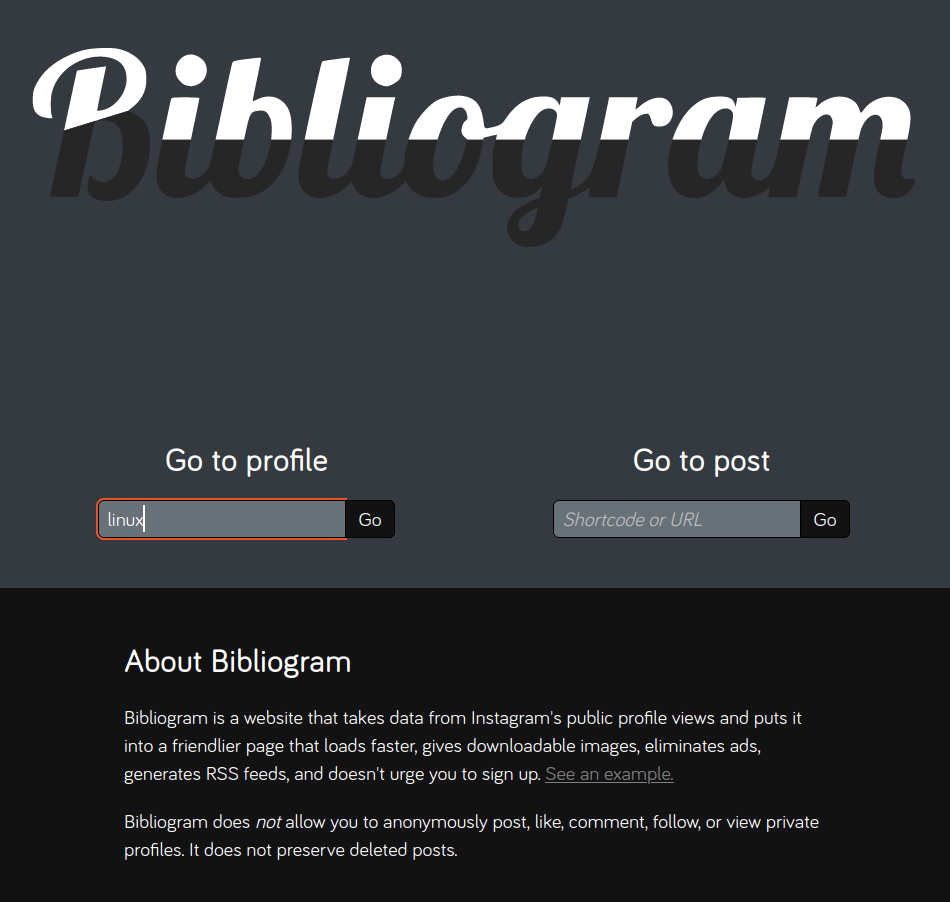 Bibliogram
Go to profile
Go to post
linux
Go
Shortcode or URL
Go
About Bibliogram
Bibliogram is a website that takes data from Instagram's public profile views and puts it
into a friendlier page that loads faster, gives downloadable images, eliminates ads,
generates RSS feeds, and doesn't urge you to sign up. See an example.
Bibliogram does not allow you to anonymously post, like, comment, follow, or view private
profiles. It does not preserve deleted posts.